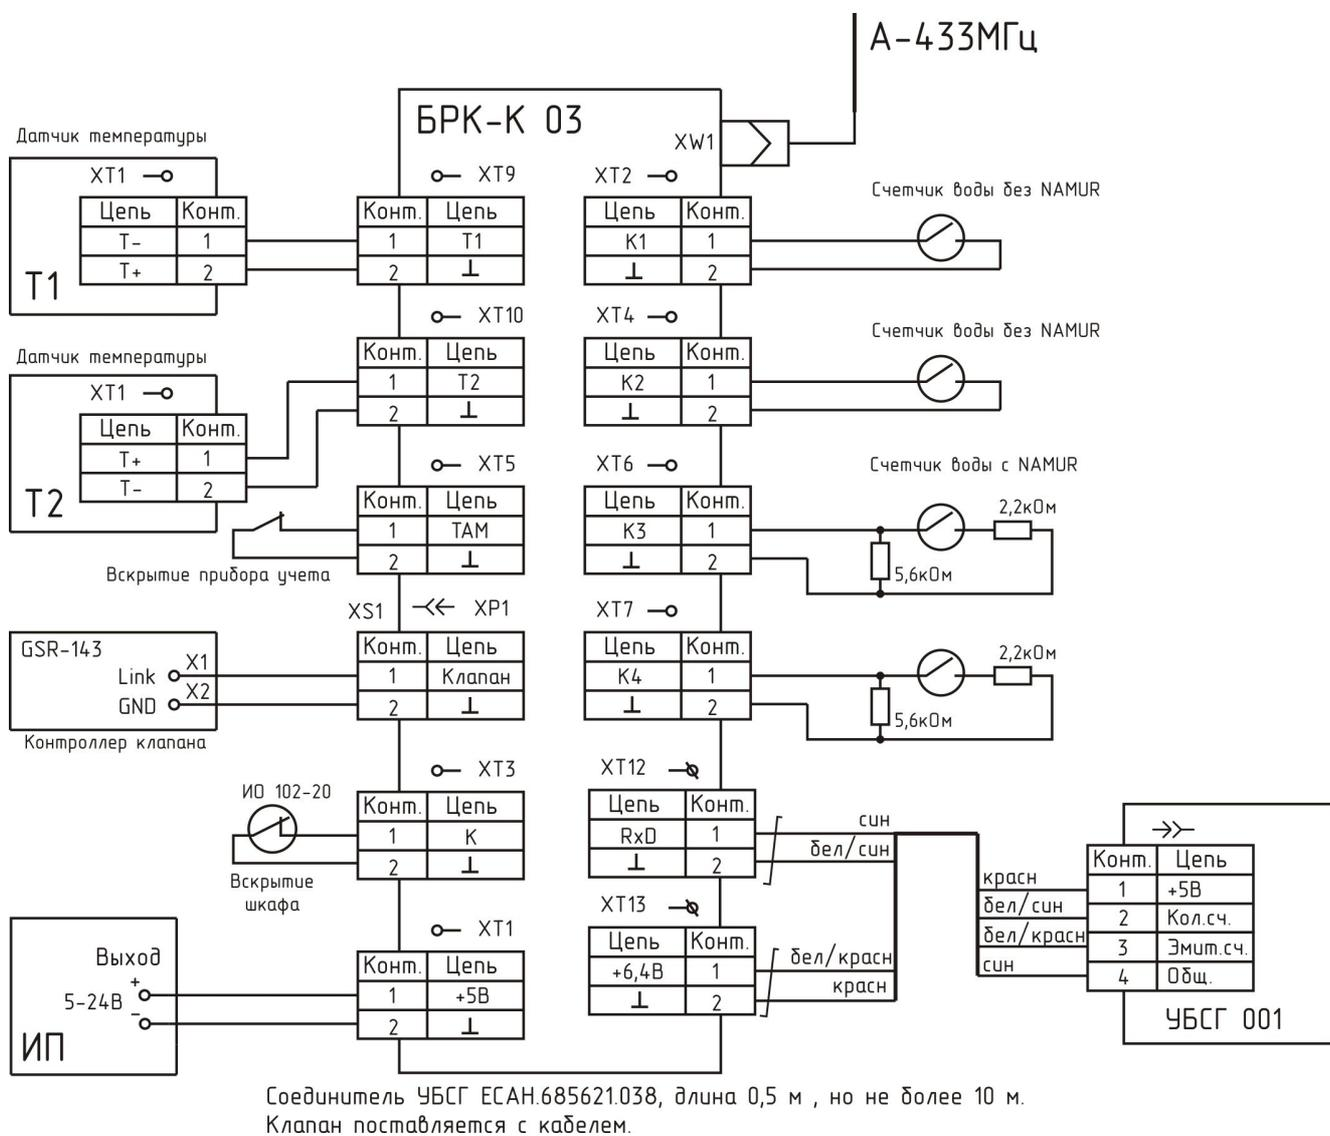 А-433МГц
БРК-К 03
XW1
Датчик температуры
XT1
Цепь Конт.
Т- 1
Т+ 2
Т1
XT9
Конт. Цепь
1 Т1
2 ⊥
XT2
Цепь Конт.
К1 1
⊥ 2
Счетчик воды без NAMUR
Датчик температуры
XT1
Цепь Конт.
Т+ 1
Т- 2
Т2
XT10
Конт. Цепь
1 Т2
2 ⊥
XT4
Цепь Конт.
К2 1
⊥ 2
Счетчик воды без NAMUR
XT5
Конт. Цепь
1 ТАМ
2 ⊥
Вскрытие прибора учета
XT6
Цепь Конт.
К3 1
⊥ 2
Счетчик воды с NAMUR
2,2кОм
5,6кОм
GSR-143
Link X1
GND X2
Контроллер клапана
XS1 XP1
Конт. Цепь
1 Клапан
2 ⊥
XT7
Цепь Конт.
К4 1
⊥ 2
2,2кОм
5,6кОм
ИО 102-20
Вскрытие
шкафа
XT3
Конт. Цепь
1 К
2 ⊥
XT12
Цепь Конт.
RxD 1
⊥ 2
син
бел/син
ИП
Выход
5-24В
+
-
XT1
Конт. Цепь
1 +5В
2 ⊥
XT13
Цепь Конт.
+6,4В 1
⊥ 2
бел/красн
красн
красн
бел/син
бел/красн
син
Конт. Цепь
1 +5В
2 Кол.сч.
3 Эмит.сч.
4 Общ.
УБСГ 001
Соединитель УБСГ ЕСАН.685621.038, длина 0,5 м , но не более 10 м.
Клапан поставляется с кабелем.